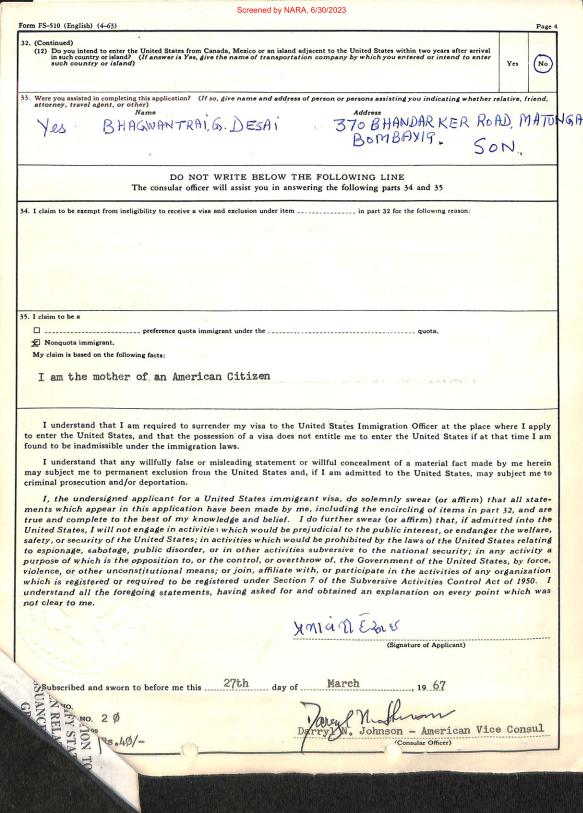 Screened by NARA, 6/30/2023
Form FS-510 (English) (4-63)
Page 4
32. (Continued)
(12) Do you intend to enter the United States from Canada, Mexico or an island adjacent to the United States within two years after arrival
in such country or island? (If answer is Yes, give the name of transportation company by which you entered or intend to enter
such country or island)
Yes
No
33. Were you assisted in completing this application? (If so, give name and address of person or persons assisting you indicating whether relative, friend,
attorney, travel agent, or other)
Name
Address
Yes BHAGWANTRAI, G. DESAI 370 BHANDARKER ROAD, MATUNGA
BOMBAY19. SON.
DO NOT WRITE BELOW THE FOLLOWING LINE
The consular officer will assist you in answering the following parts 34 and 35
34. I claim to be exempt from ineligibility to receive a visa and exclusion under item ............... in part 32 for the following reason:
35. I claim to be a
preference quota immigrant under the quota.
Nonquota immigrant.
My claim is based on the following facts:
I am the mother of an American Citizen
I understand that I am required to surrender my visa to the United States Immigration Officer at the place where I apply
to enter the United States, and that the possession of a visa does not entitle me to enter the United States if at that time I am
found to be inadmissible under the immigration laws.
I understand that any willfully false or misleading statement or willful concealment of a material fact made by me herein
may subject me to permanent exclusion from the United States and, if I am admitted to the United States, may subject me to
criminal prosecution and/or deportation.
I, the undersigned applicant for a United States immigrant visa, do solemnly swear (or affirm) that all state-
ments which appear in this application have been made by me, including the encircling of items in part 32, and are
true and complete to the best of my knowledge and belief. I do further swear (or affirm) that, if admitted into the
United States, I will not engage in activities which would be prejudicial to the public interest, or endanger the welfare,
safety, or security of the United States; in activities which would be prohibited by the laws of the United States relating
to espionage, sabotage, public disorder, or in other activities subversive to the national security; in any activity a
purpose of which is the opposition to, or the control, or overthrow of, the Government of the United States, by force,
violence, or other unconstitutional means; or join, affiliate with, or participate in the activities of any organization
which is registered or required to be registered under Section 7 of the Subversive Activities Control Act of 1950. I
understand all the foregoing statements, having asked for and obtained an explanation on every point which was
not clear to me.
(Signature of Applicant)
Subscribed and sworn to before me this 27th day of March, 19 67
NO. 20
Rs.40/-
Darryl N. Johnson - American Vice Consul
(Consular Officer)